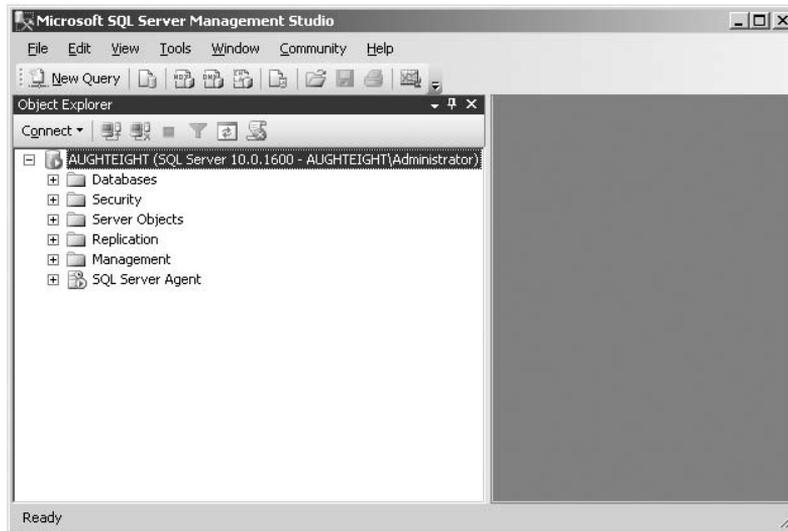 Microsoft SQL Server Management Studio
File Edit View Tools Window Community Help
New Query
Object Explorer
Connect
AUGHTEIGHT (SQL Server 10.0.1600 - AUGHTEIGHT\Administrator)
Databases
Security
Server Objects
Replication
Management
SQL Server Agent
Ready